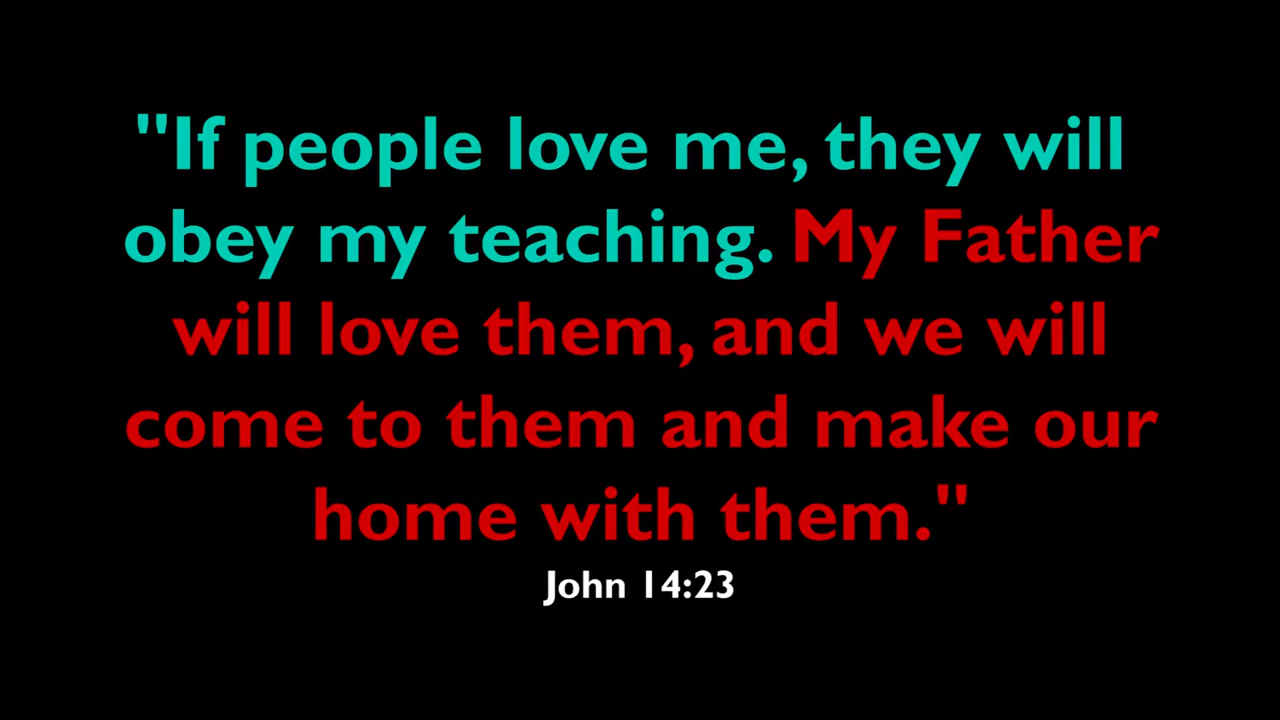 "If people love me, they will
obey my teaching. My Father
will love them, and we will
come to them and make our
home with them."
John 14:23